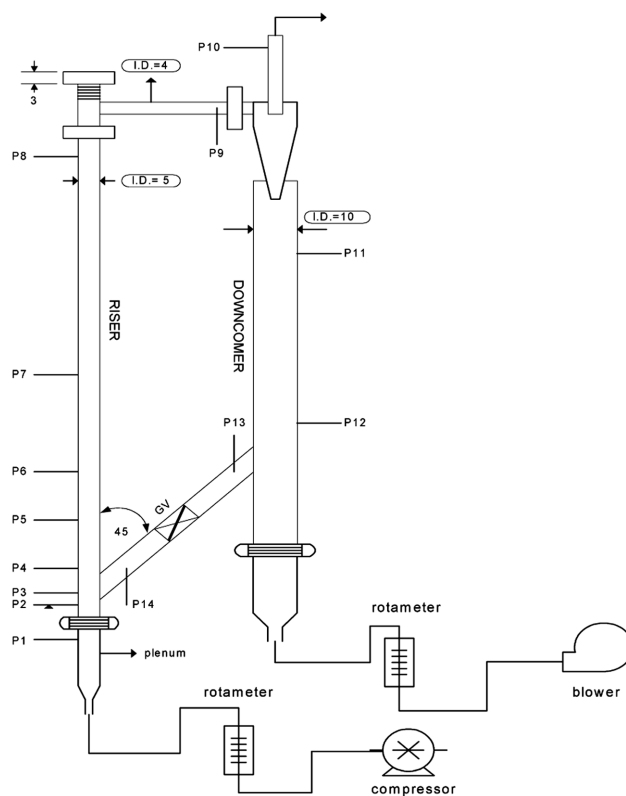 P10
I.D.=4
3
P9
P8
I.D.= 5
I.D.=10
P11
RISER
DOWNCOMER
P7
P13
P12
P6
GV
P5
45
P4
P3
P2
P14
rotameter
P1
plenum
rotameter
blower
compressor